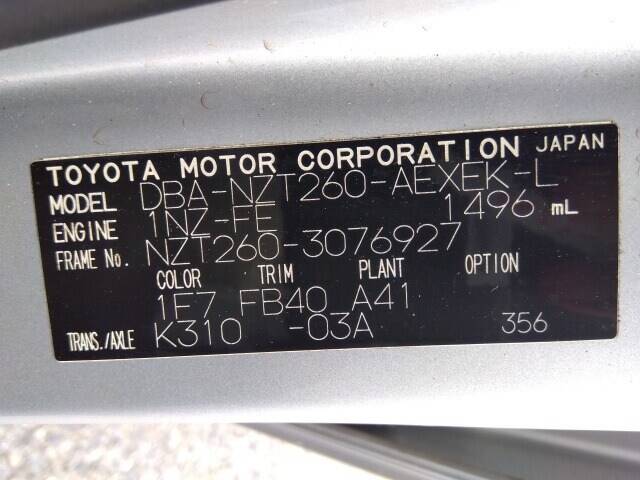 TOYOTA MOTOR CORPORATION JAPAN
MODEL DBA-NZT260-AEXEK-L
ENGINE 1NZ-FE 1496 mL
FRAME No. NZT260-3076927
COLOR TRIM PLANT OPTION
1F7 FB40 A41
TRANS./AXLE K310 -03A 356